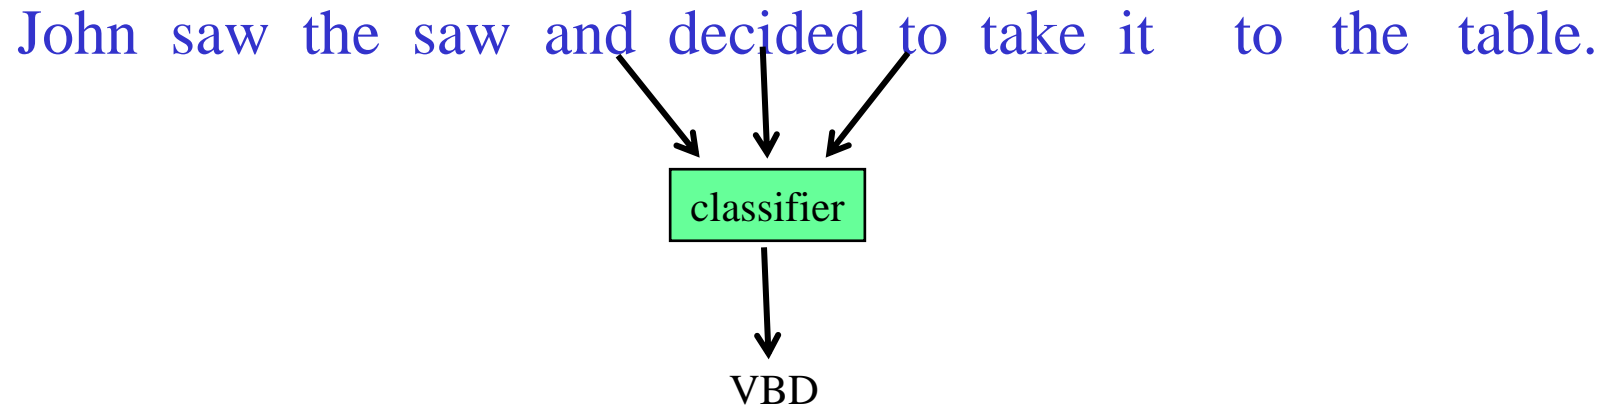 John saw the saw and decided to take it to the table.
classifier
VBD